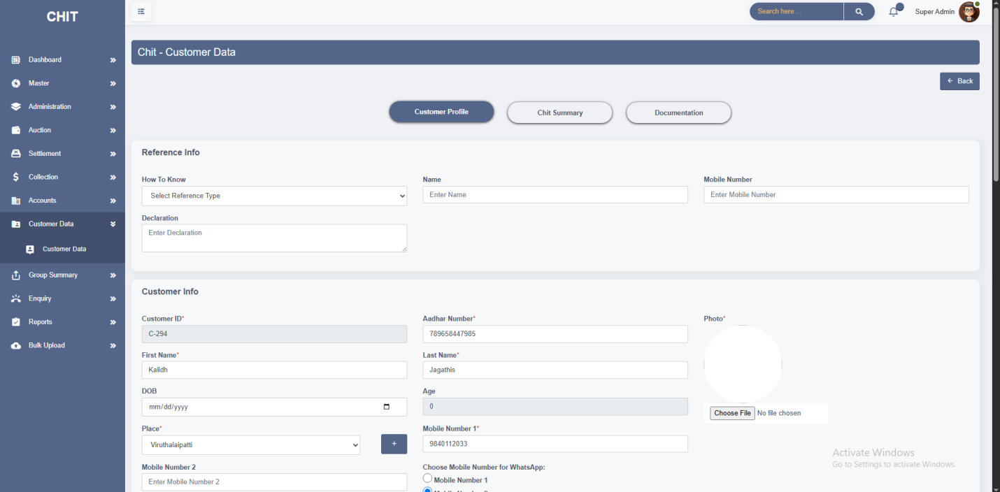 CHIT
Search here ...
Super Admin
Chit - Customer Data
Dashboard
Master
Administration
Auction
Settlement
Collection
Accounts
Customer Data
Customer Data
Group Summary
Enquiry
Reports
Bulk Upload
Back
Customer Profile
Chit Summary
Documentation
Reference Info
How To Know
Name
Mobile Number
Select Reference Type
Enter Name
Enter Mobile Number
Declaration
Enter Declaration
Customer Info
Customer ID*
Aadhar Number*
Photo*
C-294
789658447985
First Name*
Last Name*
Kalidh
Jagathis
DOB
Age
mm/dd/yyyy
0
Choose File No file chosen
Place*
Mobile Number 1*
Viruthalaipatti
+
9840112033
Activate Windows
Go to Settings to activate Windows.
Mobile Number 2
Choose Mobile Number for WhatsApp:
Enter Mobile Number 2
Mobile Number 1